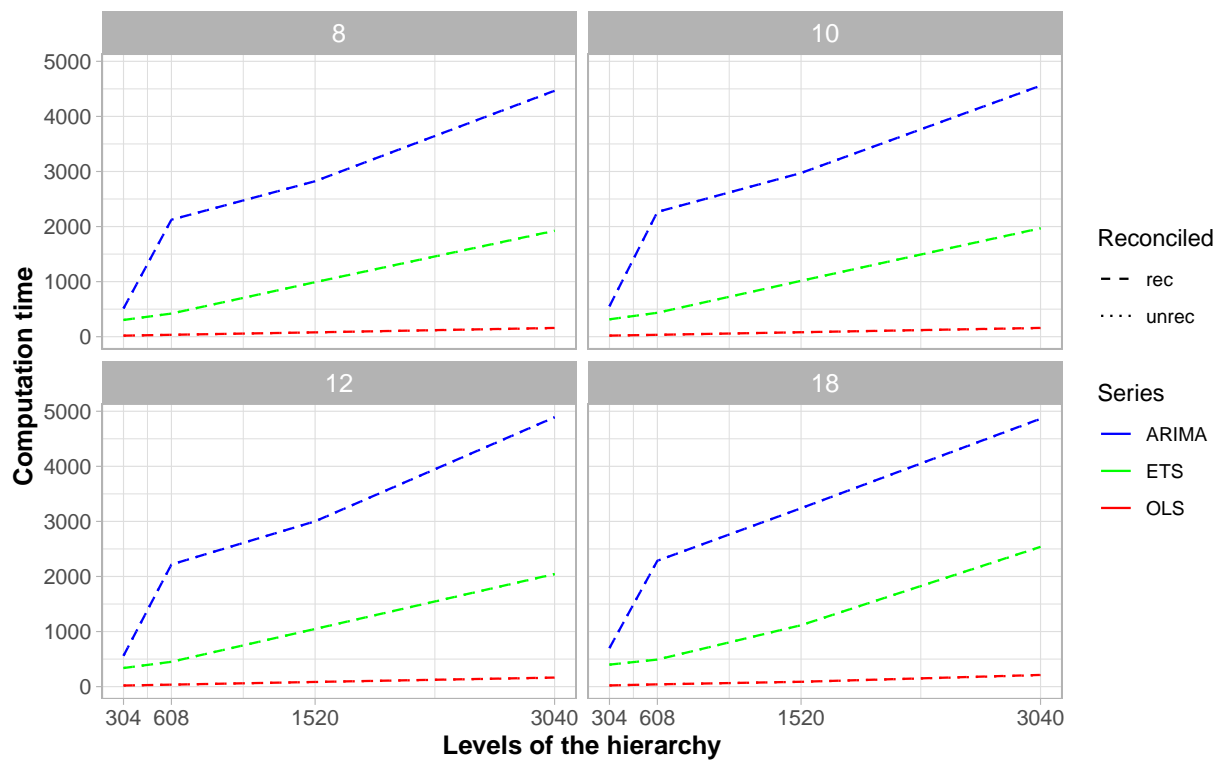 8
10
5000
4000
3000
2000
1000
0
12
18
5000
4000
3000
2000
1000
0
304 608 1520 3040
304 608 1520 3040
Levels of the hierarchy
Computation time
Reconciled
rec
unrec
Series
ARIMA
ETS
OLS